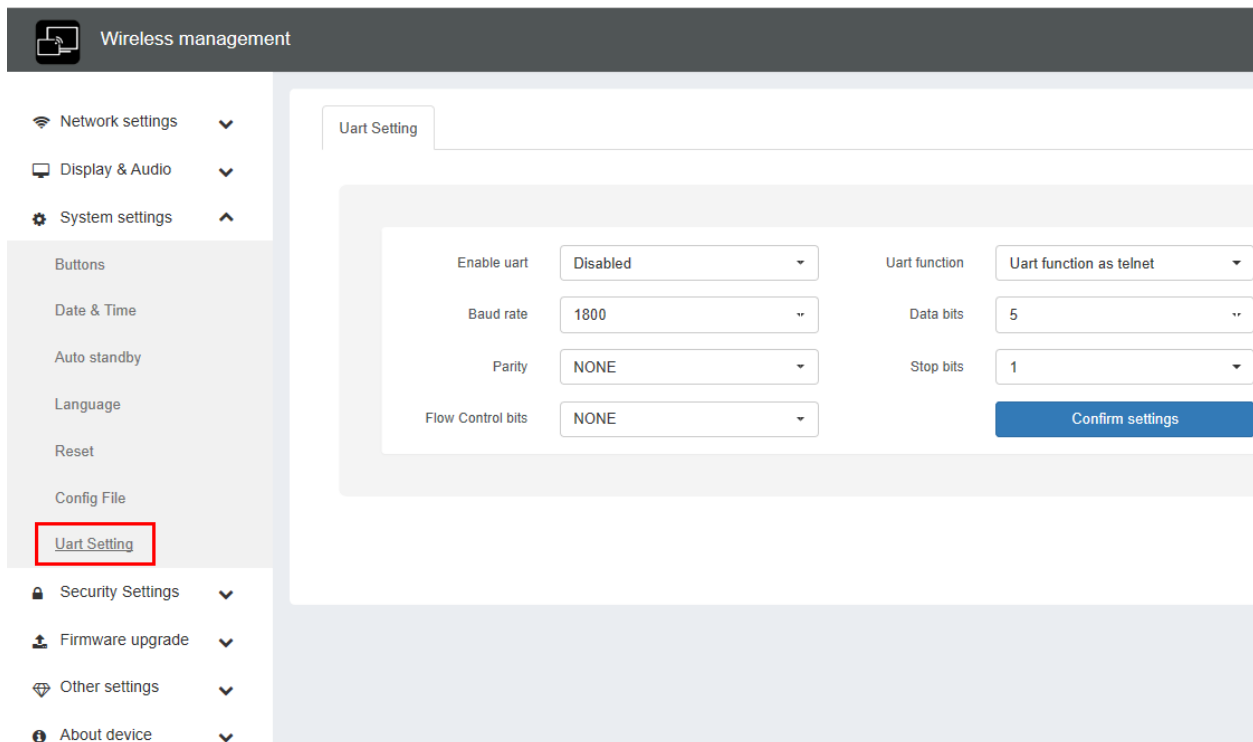 Wireless management
Network settings
Display & Audio
System settings
Buttons
Date & Time
Auto standby
Language
Reset
Config File
Uart Setting
Security Settings
Firmware upgrade
Other settings
About device
Uart Setting
Enable uart Disabled Uart function Uart function as telnet
Baud rate 1800 Data bits 5
Parity NONE Stop bits 1
Flow Control bits NONE Confirm settings